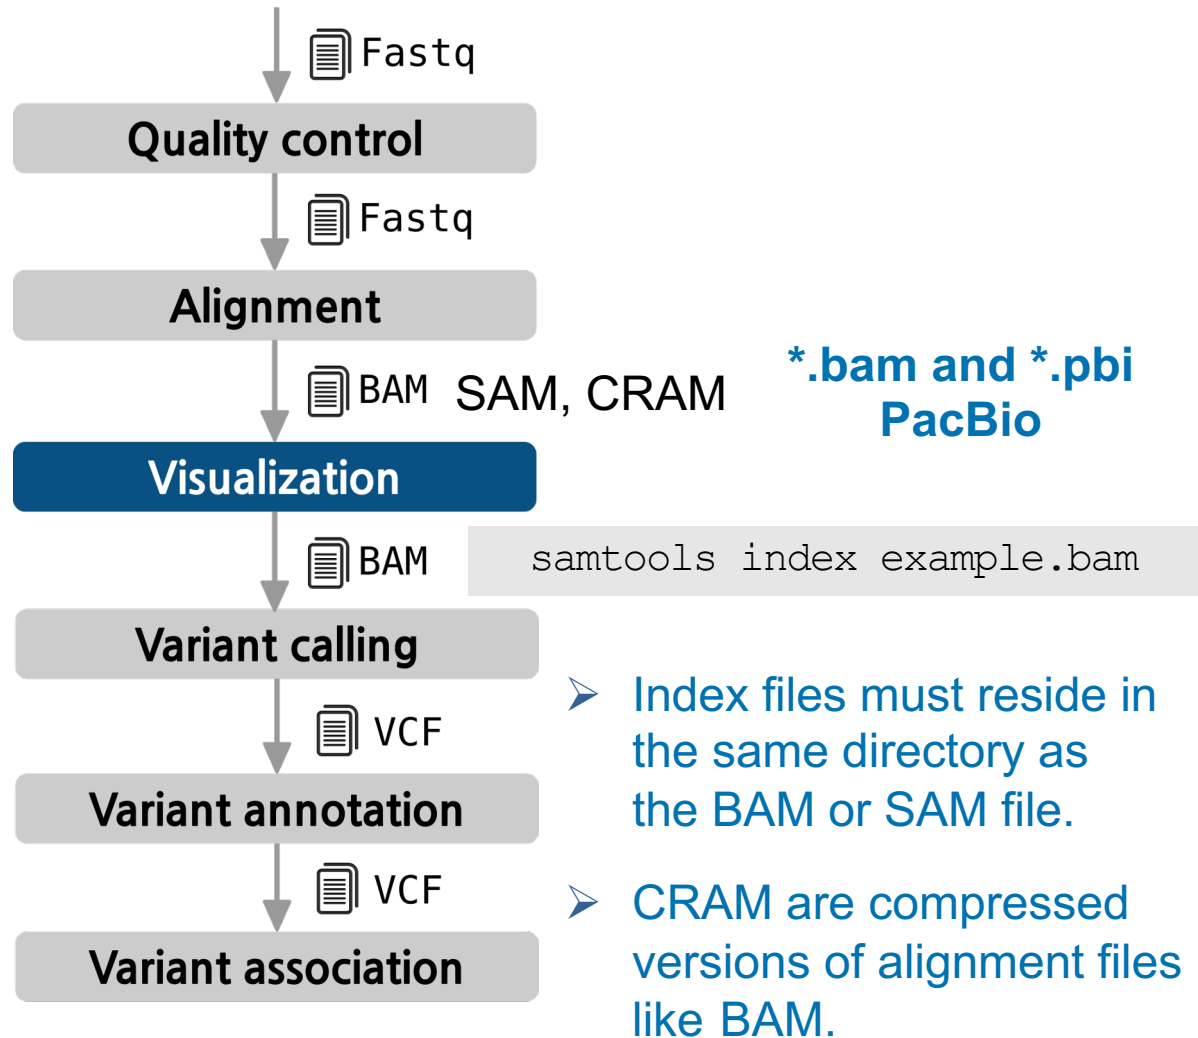 Fastq
Quality control
Fastq
Alignment
BAM SAM, CRAM
*.bam and *.pbi
PacBio
Visualization
BAM
samtools index example.bam
Variant calling
VCF
Variant annotation
VCF
Variant association
➢ Index files must reside in
the same directory as
the BAM or SAM file.
➢ CRAM are compressed
versions of alignment files
like BAM.